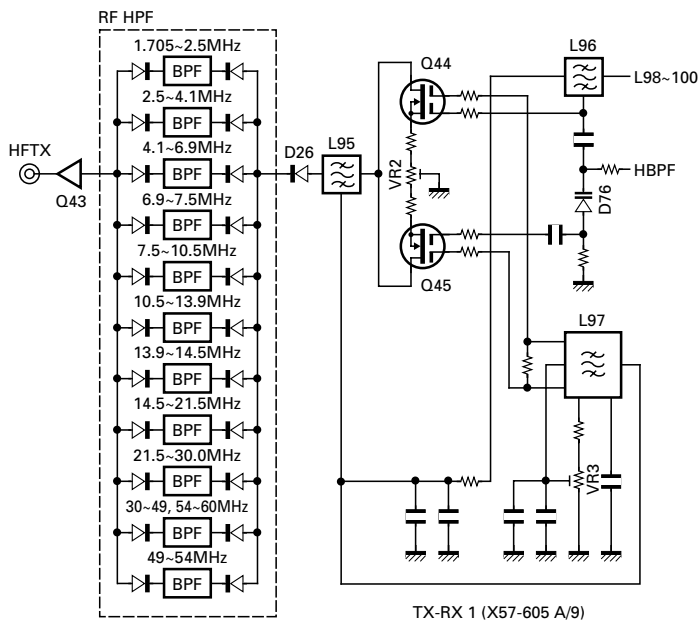 RF HPF
1.705~2.5MHz
BPF
2.5~4.1MHz
BPF
4.1~6.9MHz
BPF
6.9~7.5MHz
BPF
7.5~10.5MHz
BPF
10.5~13.9MHz
BPF
13.9~14.5MHz
BPF
14.5~21.5MHz
BPF
21.5~30.0MHz
BPF
30~49, 54~60MHz
BPF
49~54MHz
BPF
HFTX
Q43
D26
L95
Q44
VR2
Q45
L96
L98~100
HBPF
D76
L97
VR3
TX-RX 1 (X57-605 A/9)